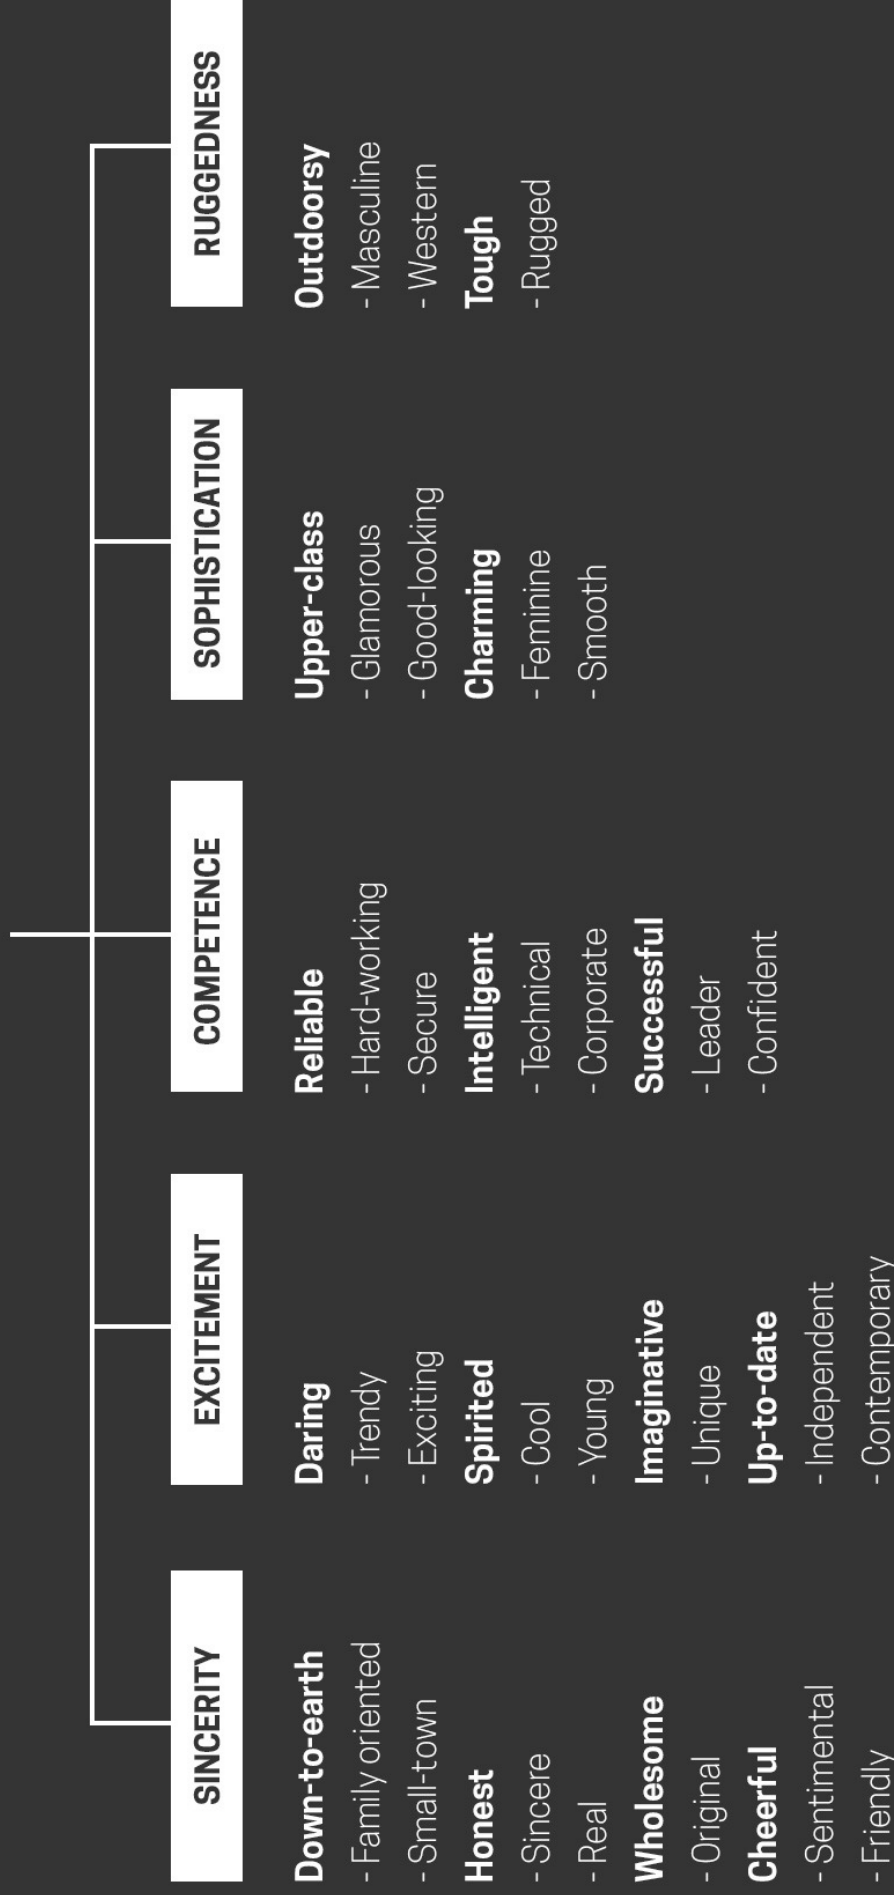 SINCERITY
Down-to-earth
- Family oriented
- Small-town
Honest
- Sincere
- Real
Wholesome
- Original
Cheerful
- Sentimental
- Friendly
EXCITEMENT
Daring
- Trendy
- Exciting
Spirited
- Cool
- Young
Imaginative
- Unique
Up-to-date
- Independent
- Contemporary
COMPETENCE
Reliable
- Hard-working
- Secure
Intelligent
- Technical
- Corporate
Successful
- Leader
- Confident
SOPHISTICATION
Upper-class
- Glamorous
- Good-looking
Charming
- Feminine
- Smooth
RUGGEDNESS
Outdoorsy
- Masculine
- Western
Tough
- Rugged